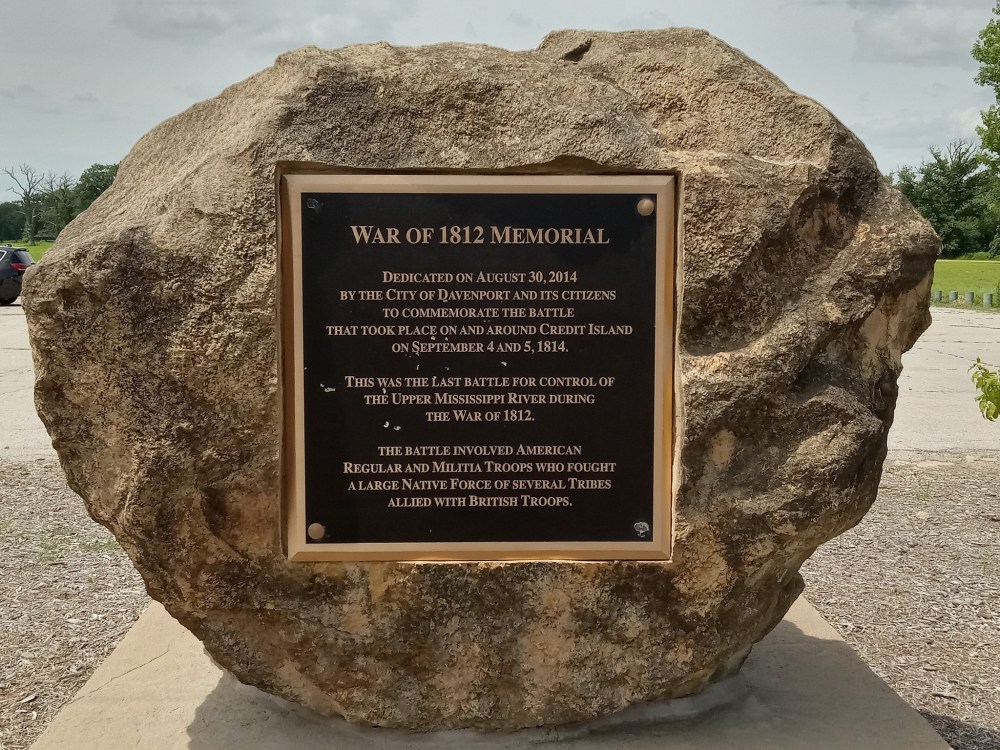 WAR OF 1812 MEMORIAL
DEDICATED ON AUGUST 30, 2014
BY THE CITY OF DAVENPORT AND ITS CITIZENS
TO COMMEMORATE THE BATTLE
THAT TOOK PLACE ON AND AROUND CREDIT ISLAND
ON SEPTEMBER 4 AND 5, 1814.
THIS WAS THE LAST BATTLE FOR CONTROL OF
THE UPPER MISSISSIPPI RIVER DURING
THE WAR OF 1812.
THE BATTLE INVOLVED AMERICAN
REGULAR AND MILITIA TROOPS WHO FOUGHT
A LARGE NATIVE FORCE OF SEVERAL TRIBES
ALLIED WITH BRITISH TROOPS.